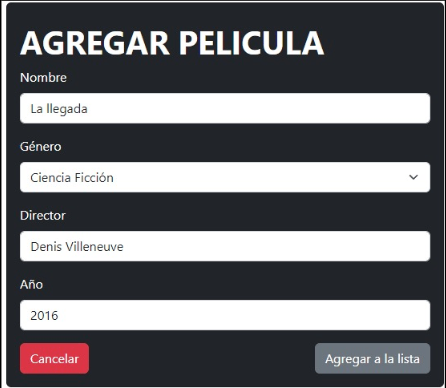 AGREGAR PELICULA
Nombre
La llegada
Género
Ciencia Ficción
Director
Denis Villeneuve
Año
2016
Cancelar Agregar a la lista